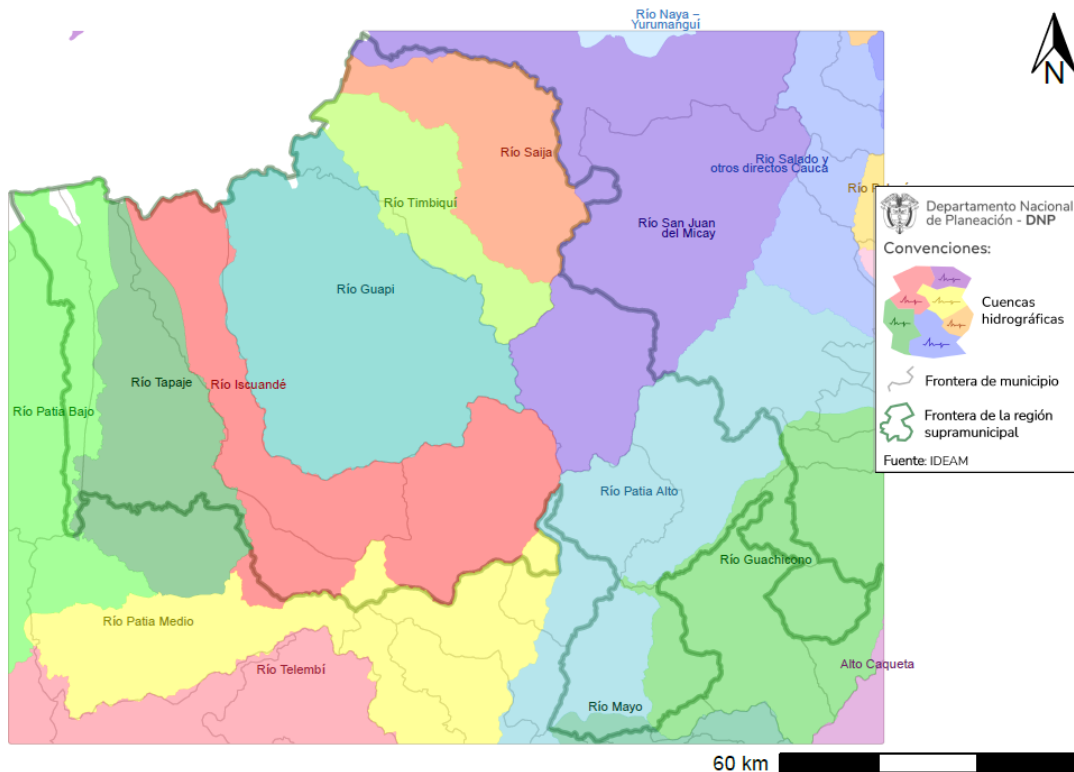 Río Naya –
Yurumanguí
N
Río Saija
Río Salado y
otros directos Cauca
Río Timbiquí
Río San Juan
del Micay
Río Guapi
Río Tapaje
Río Iscuandé
Río Patia Bajo
Río Patia Alto
Río Guachicono
Río Patia Medio
Río Telembí
Alto Caqueta
Río Mayo
Departamento Nacional
de Planeación - DNP
Convenciones:
Cuencas
hidrográficas
Frontera de municipio
Frontera de la región
supramunicipal
Fuente: IDEAM
60 km